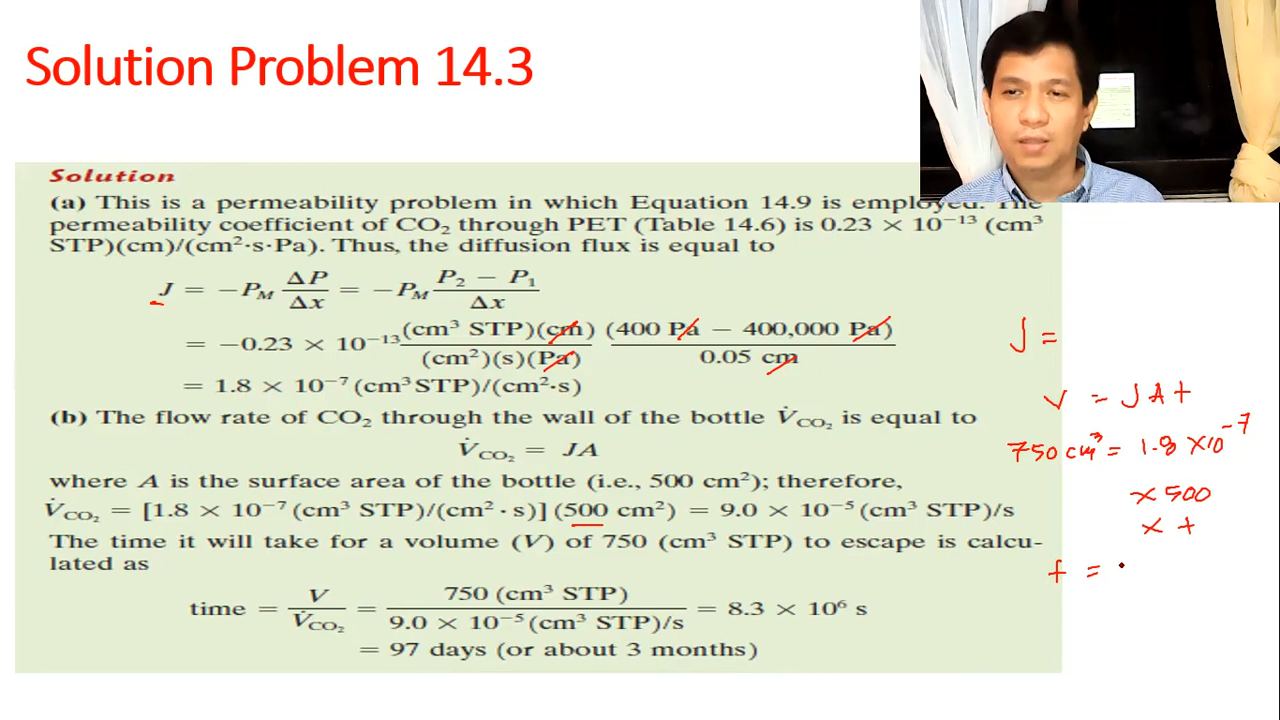 Solution Problem 14.3
Solution
(a) This is a permeability problem in which Equation 14.9 is employed. The
permeability coefficient of CO₂ through PET (Table 14.6) is 0.23 × 10⁻¹³ (cm³
STP)(cm)/(cm²·s·Pa). Thus, the diffusion flux is equal to
J = −P_M ΔP/Δx = −P_M (P₂ − P₁)/Δx
= −0.23 × 10⁻¹³ (cm³ STP)(cm)/(cm²)(s)(Pa) (400 Pa − 400,000 Pa)/0.05 cm
= 1.8 × 10⁻⁷ (cm³ STP)/(cm²·s)
(b) The flow rate of CO₂ through the wall of the bottle V̇_CO₂ is equal to
V̇_CO₂ = JA
where A is the surface area of the bottle (i.e., 500 cm²); therefore,
V̇_CO₂ = [1.8 × 10⁻⁷ (cm³ STP)/(cm² · s)] (500 cm²) = 9.0 × 10⁻⁵ (cm³ STP)/s
The time it will take for a volume (V) of 750 (cm³ STP) to escape is calcu-
lated as
time = V/V̇_CO₂ = 750 (cm³ STP)/9.0 × 10⁻⁵ (cm³ STP)/s = 8.3 × 10⁶ s
= 97 days (or about 3 months)
J =
V = JAt
750 cm³ = 1.8 × 10⁻⁷
× 500
× t
t =